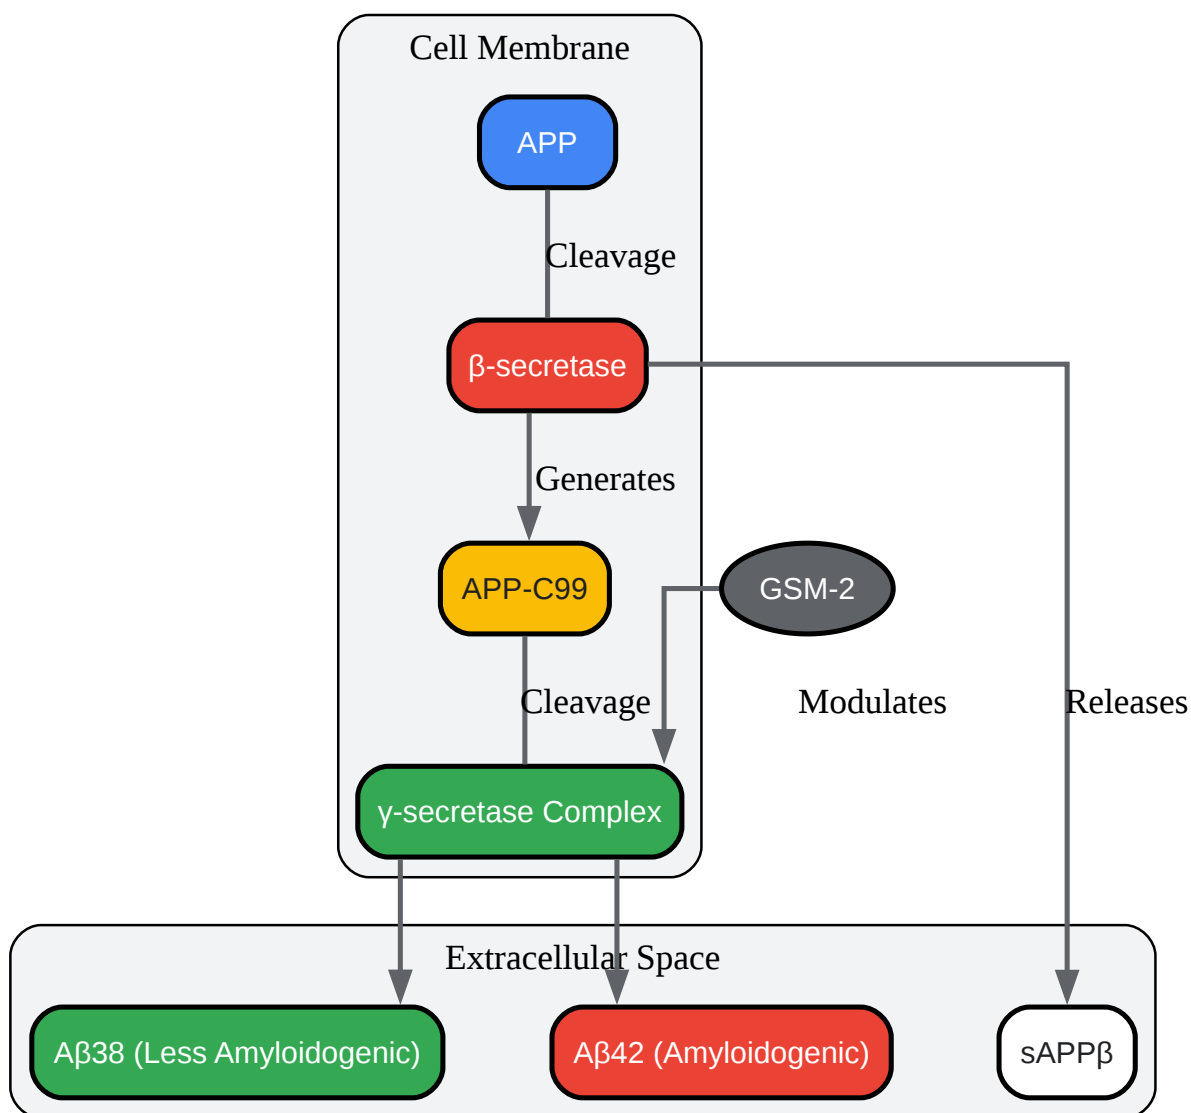 Cell Membrane
APP
Cleavage
β-secretase
Generates
APP-C99
GSM-2
Cleavage
Modulates
Releases
γ-secretase Complex
Extracellular Space
Aβ38 (Less Amyloidogenic)
Aβ42 (Amyloidogenic)
sAPPβ